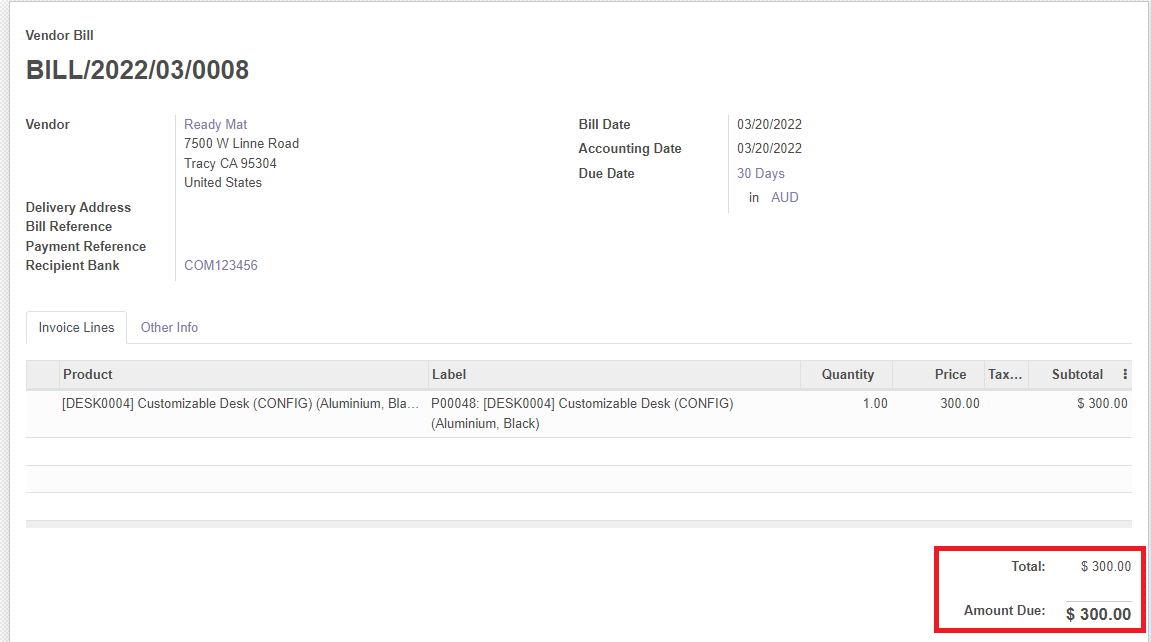 Vendor Bill
BILL/2022/03/0008
Vendor
Ready Mat
7500 W Linne Road
Tracy CA 95304
United States
Delivery Address
Bill Reference
Payment Reference
Recipient Bank COM123456
Bill Date 03/20/2022
Accounting Date 03/20/2022
Due Date 30 Days
in AUD
Invoice Lines Other Info
Product Label Quantity Price Tax... Subtotal
[DESK0004] Customizable Desk (CONFIG) (Aluminium, Bla... P00048: [DESK0004] Customizable Desk (CONFIG) 1.00 300.00 $ 300.00
(Aluminium, Black)
Total: $ 300.00
Amount Due: $ 300.00